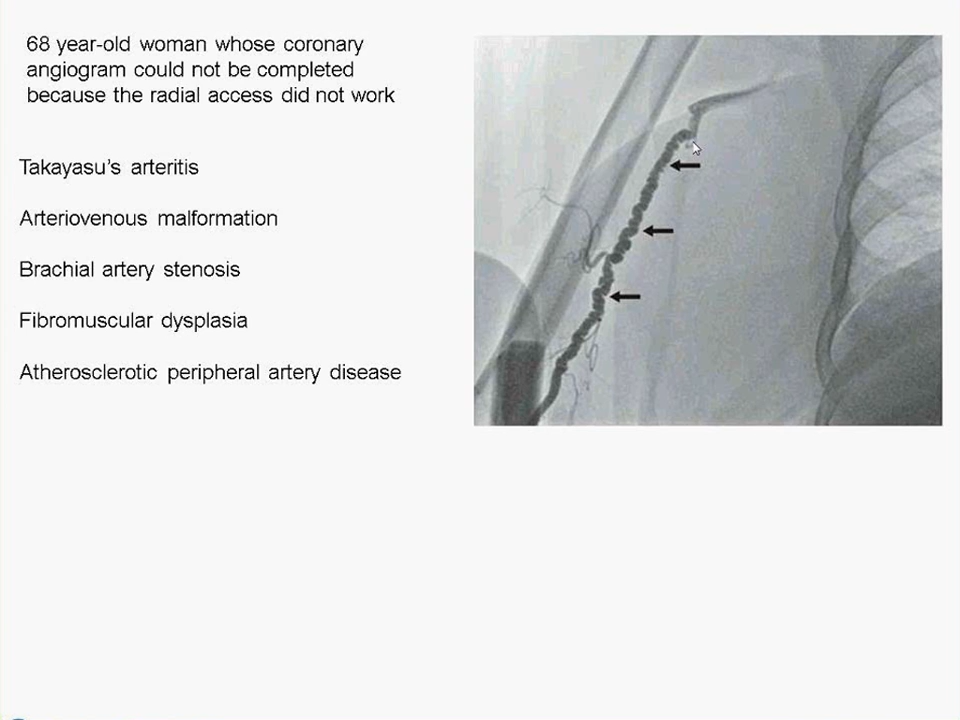 68 year-old woman whose coronary
angiogram could not be completed
because the radial access did not work
Takayasu's arteritis
Arteriovenous malformation
Brachial artery stenosis
Fibromuscular dysplasia
Atherosclerotic peripheral artery disease